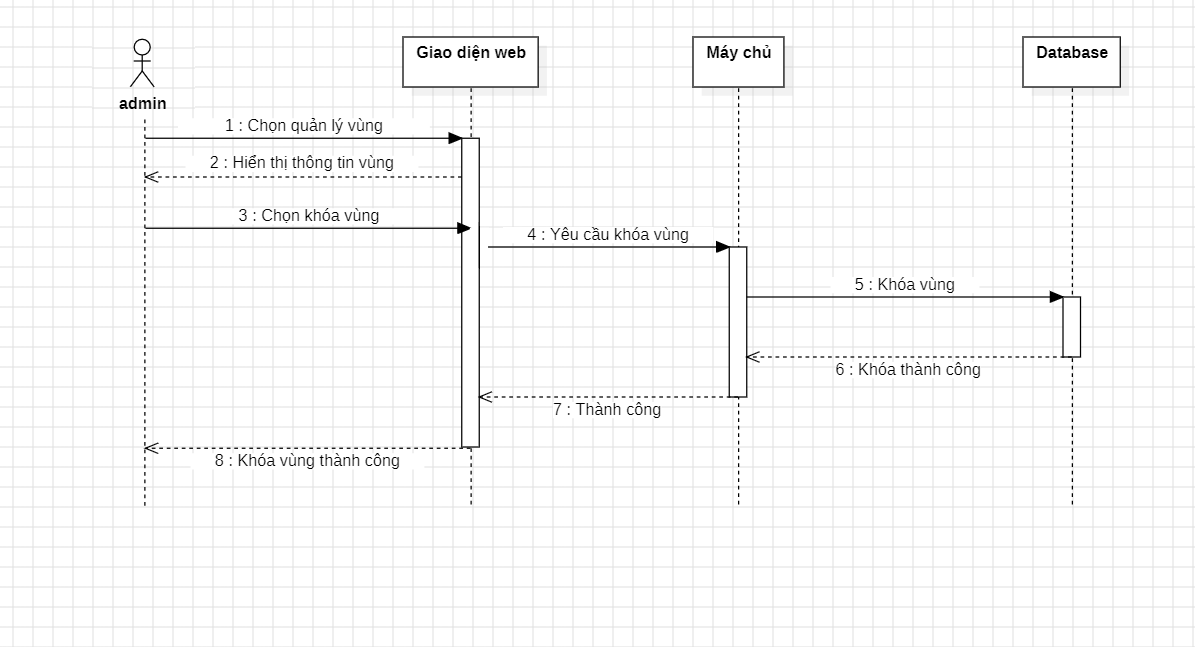 Giao diện web
Máy chủ
Database
admin
1 : Chọn quản lý vùng
2 : Hiển thị thông tin vùng
3 : Chọn khóa vùng
4 : Yêu cầu khóa vùng
5 : Khóa vùng
6 : Khóa thành công
7 : Thành công
8 : Khóa vùng thành công